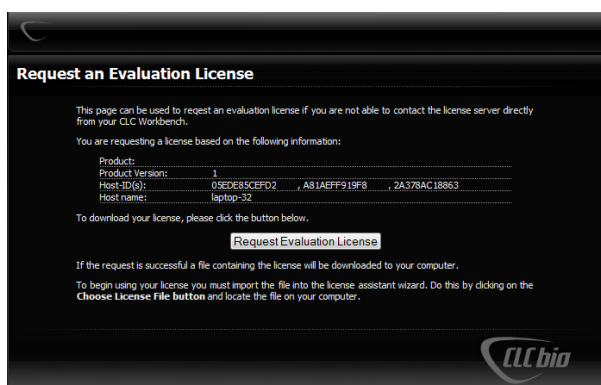 Request an Evaluation License
This page can be used to reqest an evaluation license if you are not able to contact the license server directly
from your CLC Workbench.
You are requesting a license based on the following information:
Product:
Product Version: 1
Host-ID(s): 05EDE85CEFD2 , A81AEFF919F8 , 2A378AC18863
Host name: laptop-32
To download your license, please click the button below.
Request Evaluation License
If the request is successful a file containing the license will be downloaded to your computer.
To begin using your license you must import the file into the license assistant wizard. Do this by clicking on the
Choose License File button and locate the file on your computer.
CLC bio